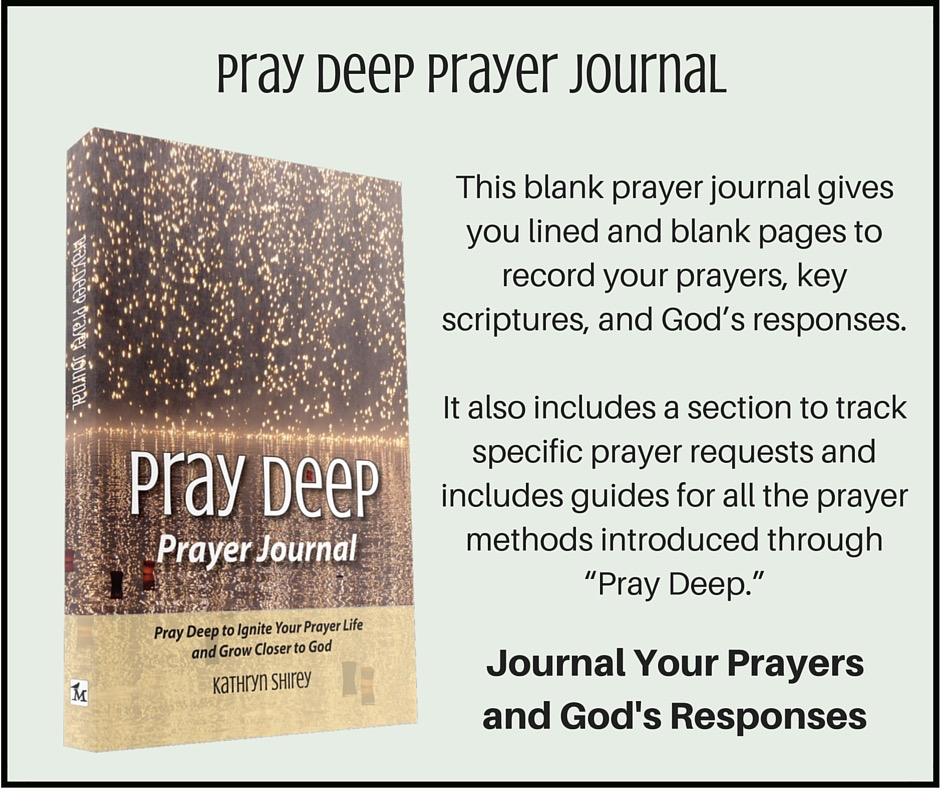 Pray Deep Prayer Journal
This blank prayer journal gives
you lined and blank pages to
record your prayers, key
scriptures, and God’s responses.
It also includes a section to track
specific prayer requests and
includes guides for all the prayer
methods introduced through
“Pray Deep.”
Journal Your Prayers
and God's Responses
Pray Deep Prayer Journal
M
Pray Deep
Prayer Journal
Pray Deep to Ignite Your Prayer Life
and Grow Closer to God
Kathryn Shirey